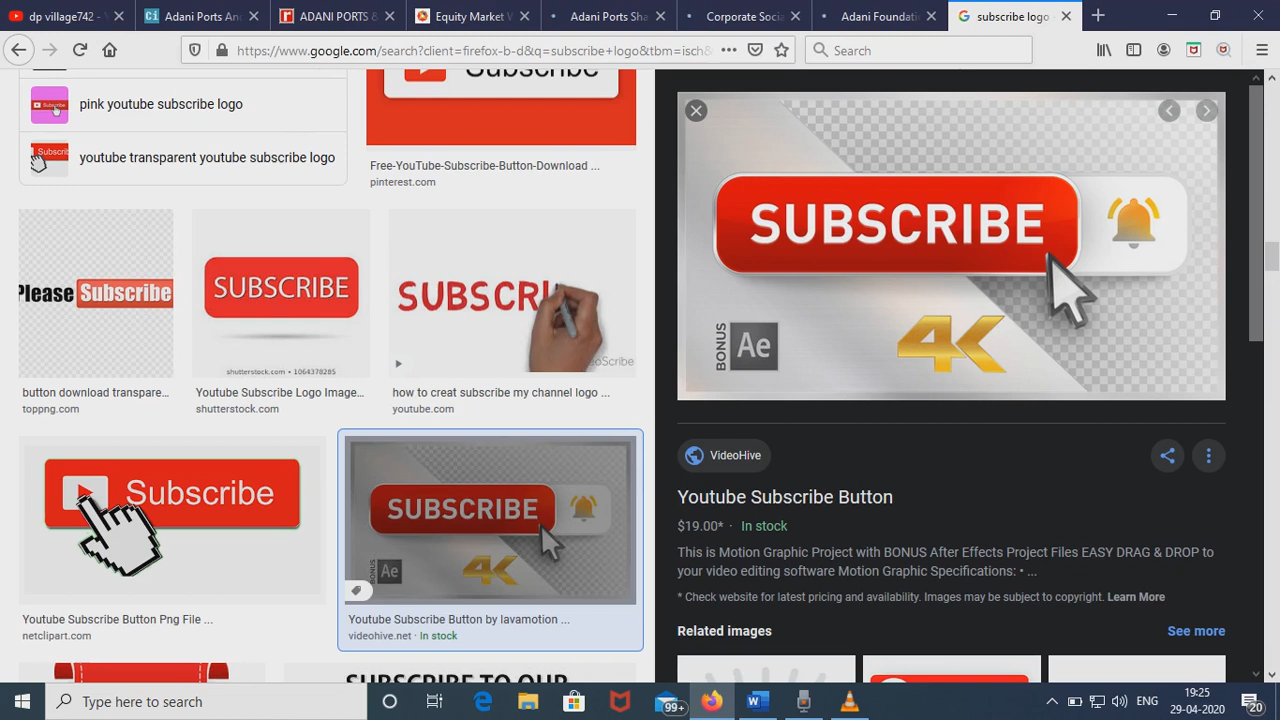 dp village742 - Y
Adani Ports And
ADANI PORTS &
Equity Market W
Adani Ports Sha
Corporate Socia
Adani Foundati
subscribe logo
https://www.google.com/search?client=firefox-b-d&q=subscribe+logo&tbm=isch&
Search
pink youtube subscribe logo
youtube transparent youtube subscribe logo
Subscribe
Free-YouTube-Subscribe-Button-Download ...
pinterest.com
Please Subscribe
SUBSCRIBE
shutterstock.com • 1064378285
SUBSCRI
button download transpare...
toppng.com
Youtube Subscribe Logo Image...
shutterstock.com
how to creat subscribe my channel logo ...
youtube.com
Subscribe
Youtube Subscribe Button Png File ...
netclipart.com
SUBSCRIBE
BONUS
Ae
4K
Youtube Subscribe Button by lavamotion ...
videohive.net · In stock
SUBSCRIBE TO OUR
SUBSCRIBE
BONUS
Ae
4K
VideoHive
Youtube Subscribe Button
$19.00* · In stock
This is Motion Graphic Project with BONUS After Effects Project Files EASY DRAG & DROP to
your video editing software Motion Graphic Specifications: • ...
* Check website for latest pricing and availability. Images may be subject to copyright. Learn More
Related images
See more
Type here to search
99+
ENG
19:25
29-04-2020
20